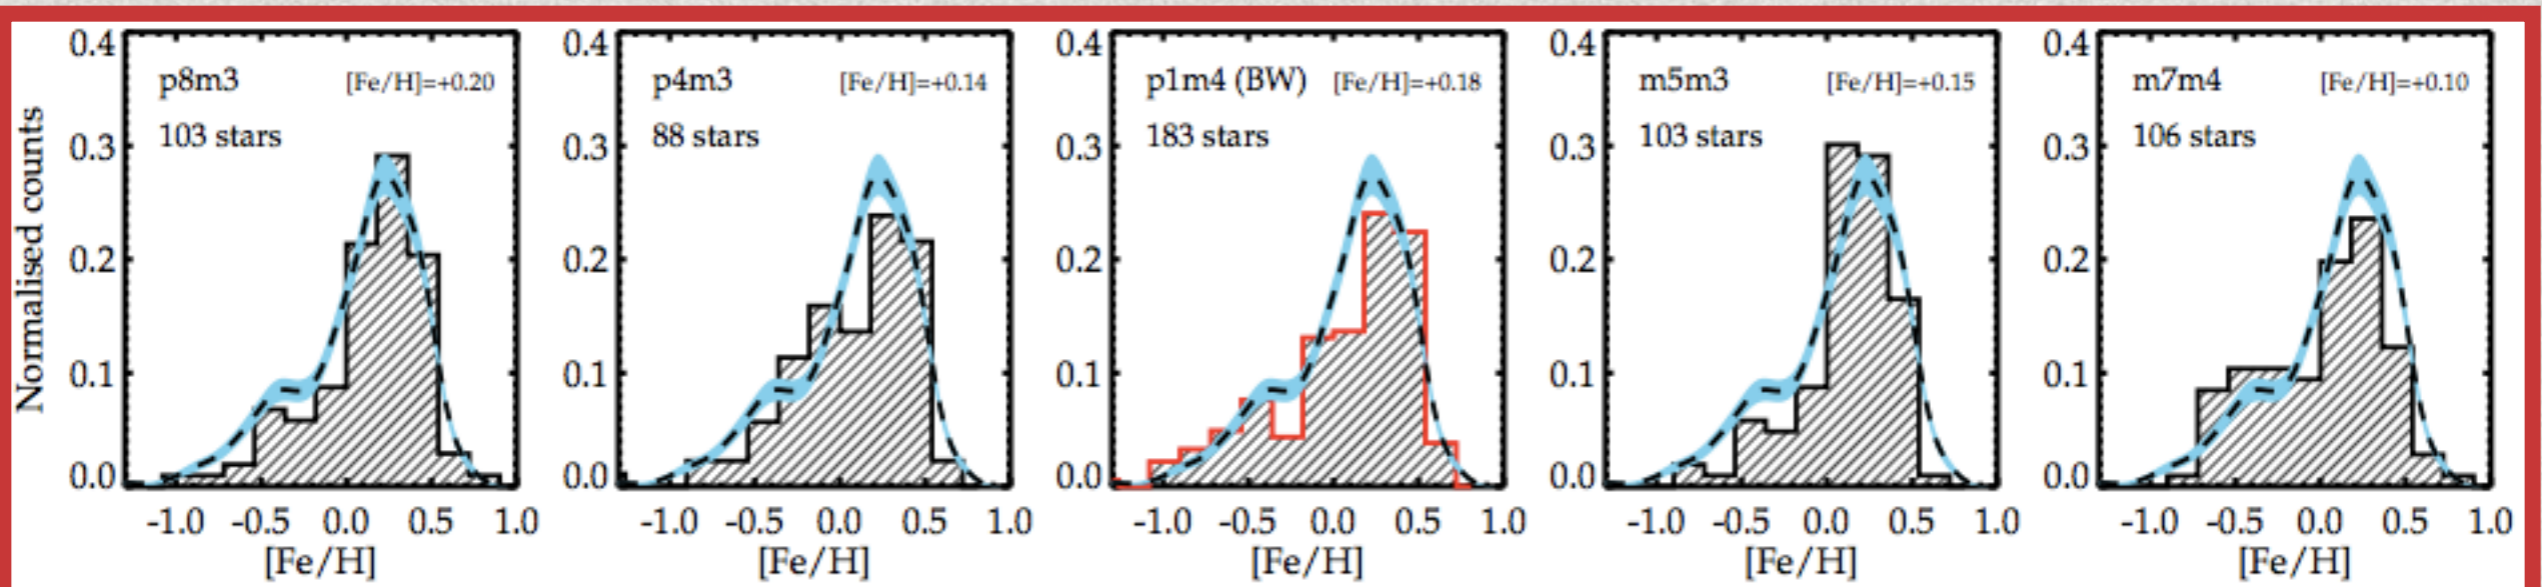 p8m3 [Fe/H]=+0.20
103 stars
Normalised counts
0.4
0.3
0.2
0.1
0.0
-1.0 -0.5 0.0 0.5 1.0
[Fe/H]
p4m3 [Fe/H]=+0.14
88 stars
0.4
0.3
0.2
0.1
0.0
-1.0 -0.5 0.0 0.5 1.0
[Fe/H]
p1m4 (BW) [Fe/H]=+0.18
183 stars
0.4
0.3
0.2
0.1
0.0
-1.0 -0.5 0.0 0.5 1.0
[Fe/H]
m5m3 [Fe/H]=+0.15
103 stars
0.4
0.3
0.2
0.1
0.0
-1.0 -0.5 0.0 0.5 1.0
[Fe/H]
m7m4 [Fe/H]=+0.10
106 stars
0.4
0.3
0.2
0.1
0.0
-1.0 -0.5 0.0 0.5 1.0
[Fe/H]